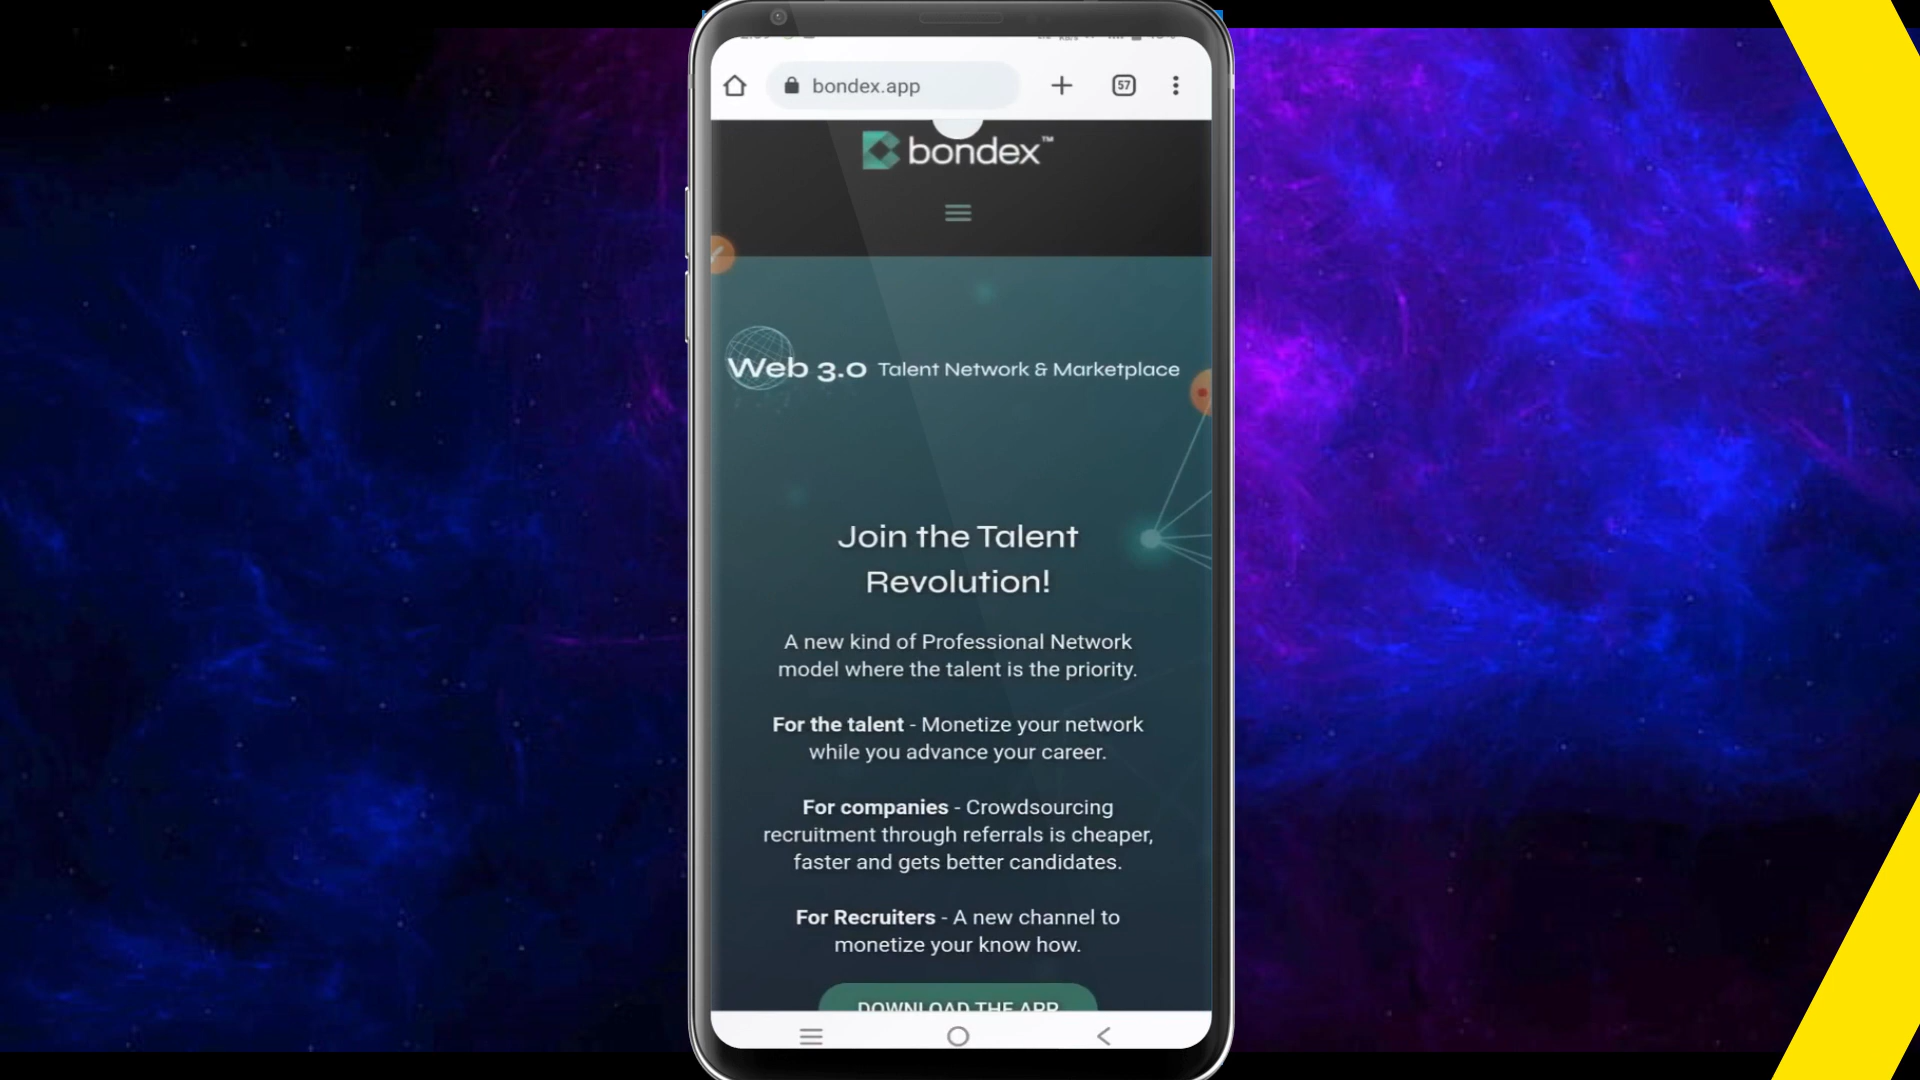 bondex.app
57
bondex™
Web 3.0 Talent Network & Marketplace
Join the Talent
Revolution!
A new kind of Professional Network
model where the talent is the priority.
For the talent - Monetize your network
while you advance your career.
For companies - Crowdsourcing
recruitment through referrals is cheaper,
faster and gets better candidates.
For Recruiters - A new channel to
monetize your know how.
DOWNLOAD THE APP